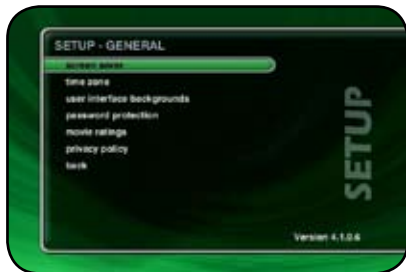 SETUP - GENERAL
screen saver
time zone
user interface backgrounds
password protection
movie ratings
privacy policy
back
SETUP
Version 4.1.0.6